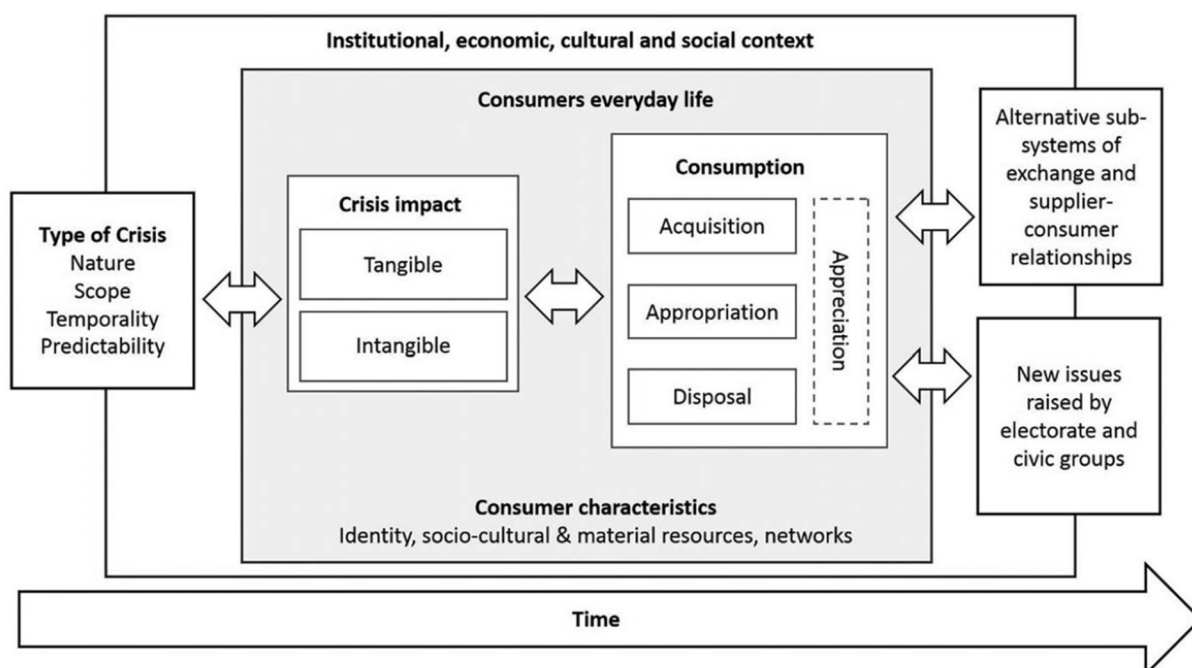 Institutional, economic, cultural and social context
Consumers everyday life
Type of Crisis
Nature
Scope
Temporality
Predictability
Crisis impact
Tangible
Intangible
Consumption
Acquisition
Appropriation
Disposal
Appreciation
Alternative sub-
systems of
exchange and
supplier-
consumer
relationships
New issues
raised by
electorate and
civic groups
Consumer characteristics
Identity, socio-cultural & material resources, networks
Time